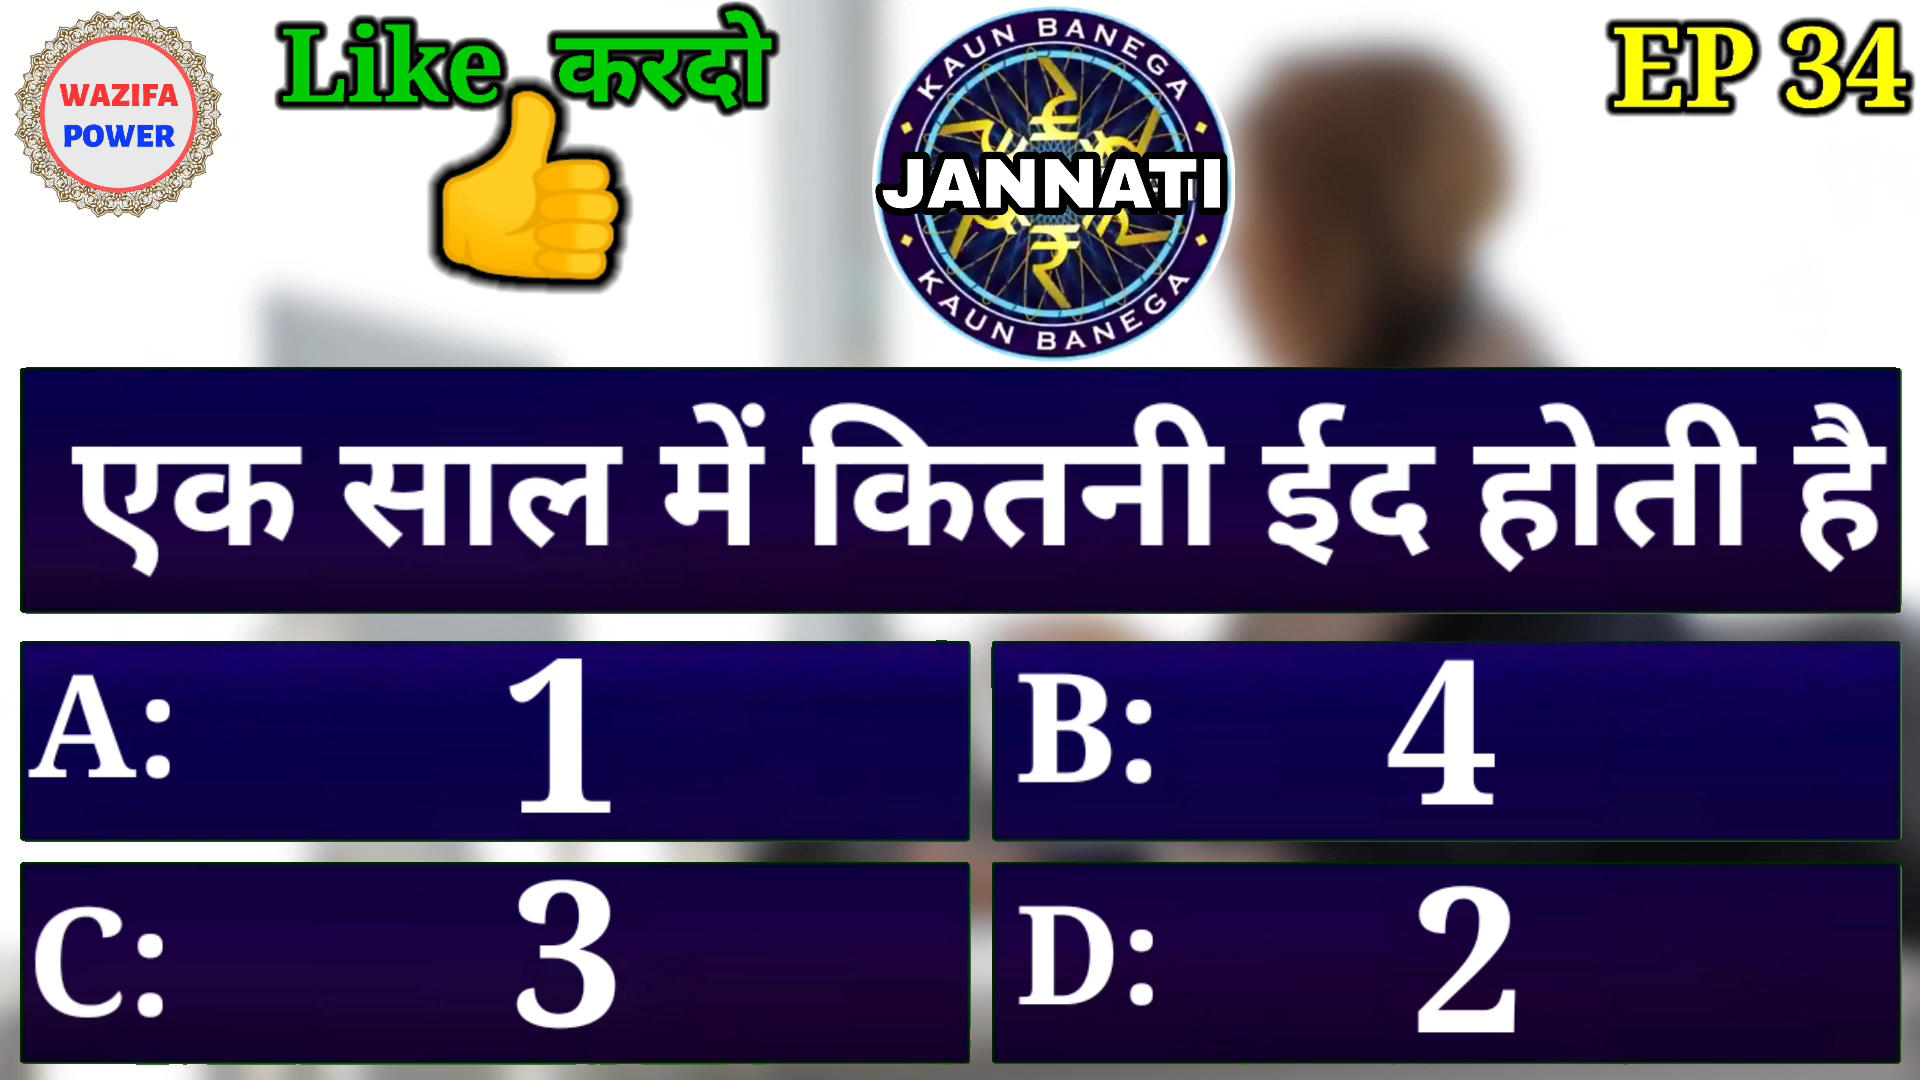 WAZIFA
POWER
Like करदो
KAUN BANEGA
JANNATI
KAUN BANEGA
EP 34
एक साल में कितनी ईद होती है
A: 1
B: 4
C: 3
D: 2